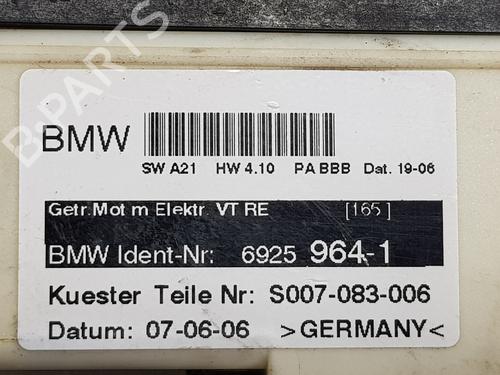 B-PARTS
BMW
SW A21 HW 4.10 PA BBB Dat. 19-06
Getr.Mot m Elektr. VT RE [165]
BMW Ident-Nr: 6925 964-1
Kuester Teile Nr: S007-083-006
Datum: 07-06-06 >GERMANY<